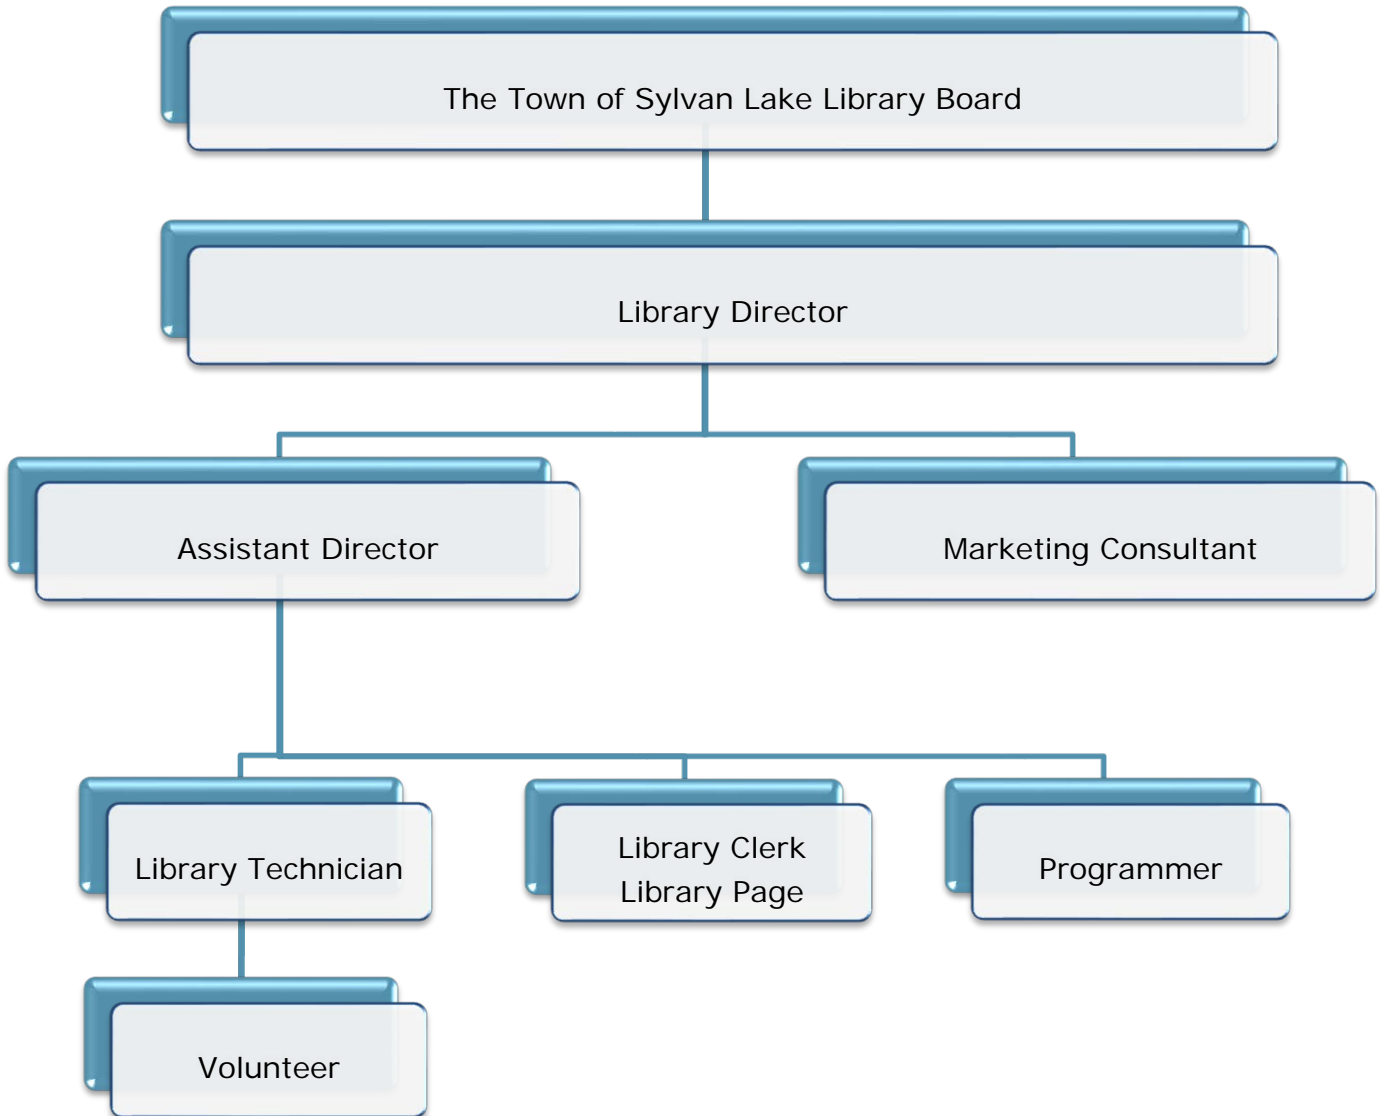 The Town of Sylvan Lake Library Board
Library Director
Assistant Director
Marketing Consultant
Library Technician
Library Clerk
Library Page
Programmer
Volunteer